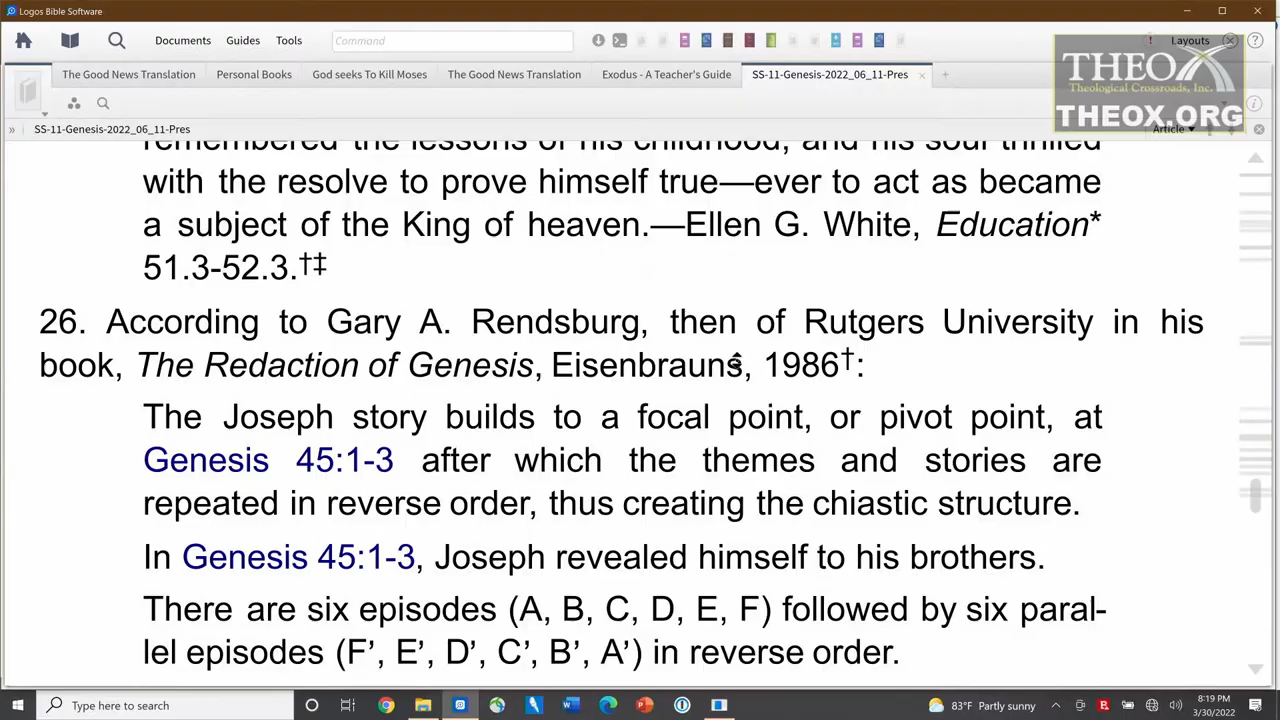 Logos Bible Software
Documents Guides Tools Command Layouts
THEOX
Theological Crossroads, Inc.
THEOX.ORG
The Good News Translation Personal Books God seeks To Kill Moses The Good News Translation Exodus - A Teacher's Guide SS-11-Genesis-2022_06_11-Pres
SS-11-Genesis-2022_06_11-Pres Article
remembered the lessons of his childhood, and his soul thrilled
with the resolve to prove himself true—ever to act as became
a subject of the King of heaven.—Ellen G. White, Education*
51.3-52.3.†‡
26. According to Gary A. Rendsburg, then of Rutgers University in his
book, The Redaction of Genesis, Eisenbrauns, 1986†:
The Joseph story builds to a focal point, or pivot point, at
Genesis 45:1-3 after which the themes and stories are
repeated in reverse order, thus creating the chiastic structure.
In Genesis 45:1-3, Joseph revealed himself to his brothers.
There are six episodes (A, B, C, D, E, F) followed by six paral-
lel episodes (F’, E’, D’, C’, B’, A’) in reverse order.
Type here to search 83°F Partly sunny 8:19 PM
3/30/2022